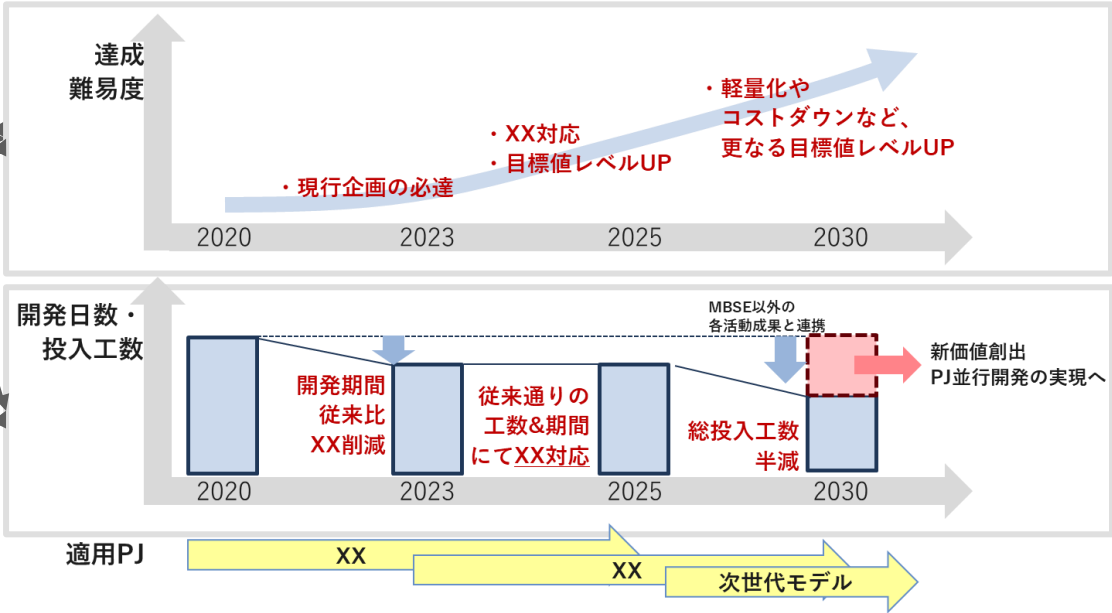 達成
難易度
・軽量化や
コストダウンなど、
更なる目標値レベルUP
・XX対応
・目標値レベルUP
・現行企画の必達
2020
2023
2025
2030
開発日数・
投入工数
MBSE以外の
各活動成果と連携
新価値創出
PJ並行開発の実現へ
開発期間
従来比
XX削減
従来通りの
工数&期間
にてXX対応
総投入工数
半減
2020
2023
2025
2030
適用PJ
XX
XX
次世代モデル